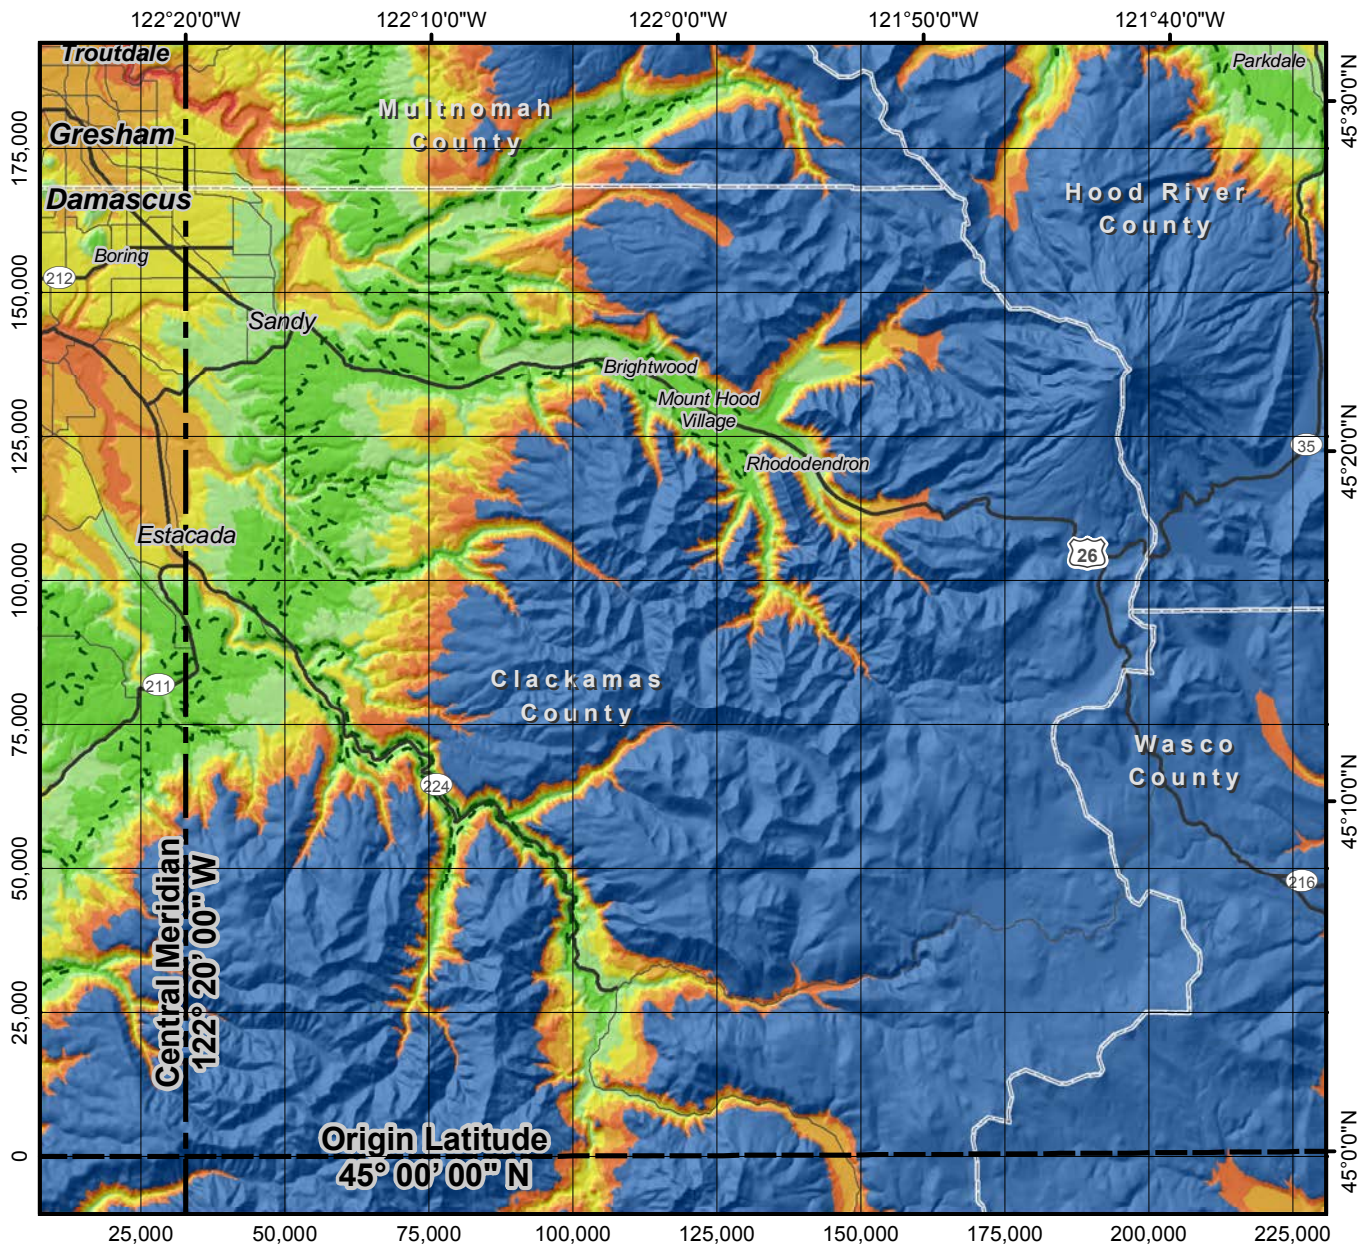 122°20'0"W
122°10'0"W
122°0'0"W
121°50'0"W
121°40'0"W
Troutdale
Parkdale
45°30'0"N
Multnomah
County
175,000
Gresham
Damascus
Hood River
County
Boring
212
150,000
Sandy
Brightwood
Mount Hood
Village
125,000
35
45°20'0"N
Rhododendron
Estacada
26
100,000
Clackamas
County
211
75,000
Wasco
County
224
45°10'0"N
50,000
216
Central Meridian
122° 20' 00" W
25,000
Origin Latitude
45° 00' 00" N
0
45°0'0"N
25,000
50,000
75,000
100,000
125,000
150,000
175,000
200,000
225,000